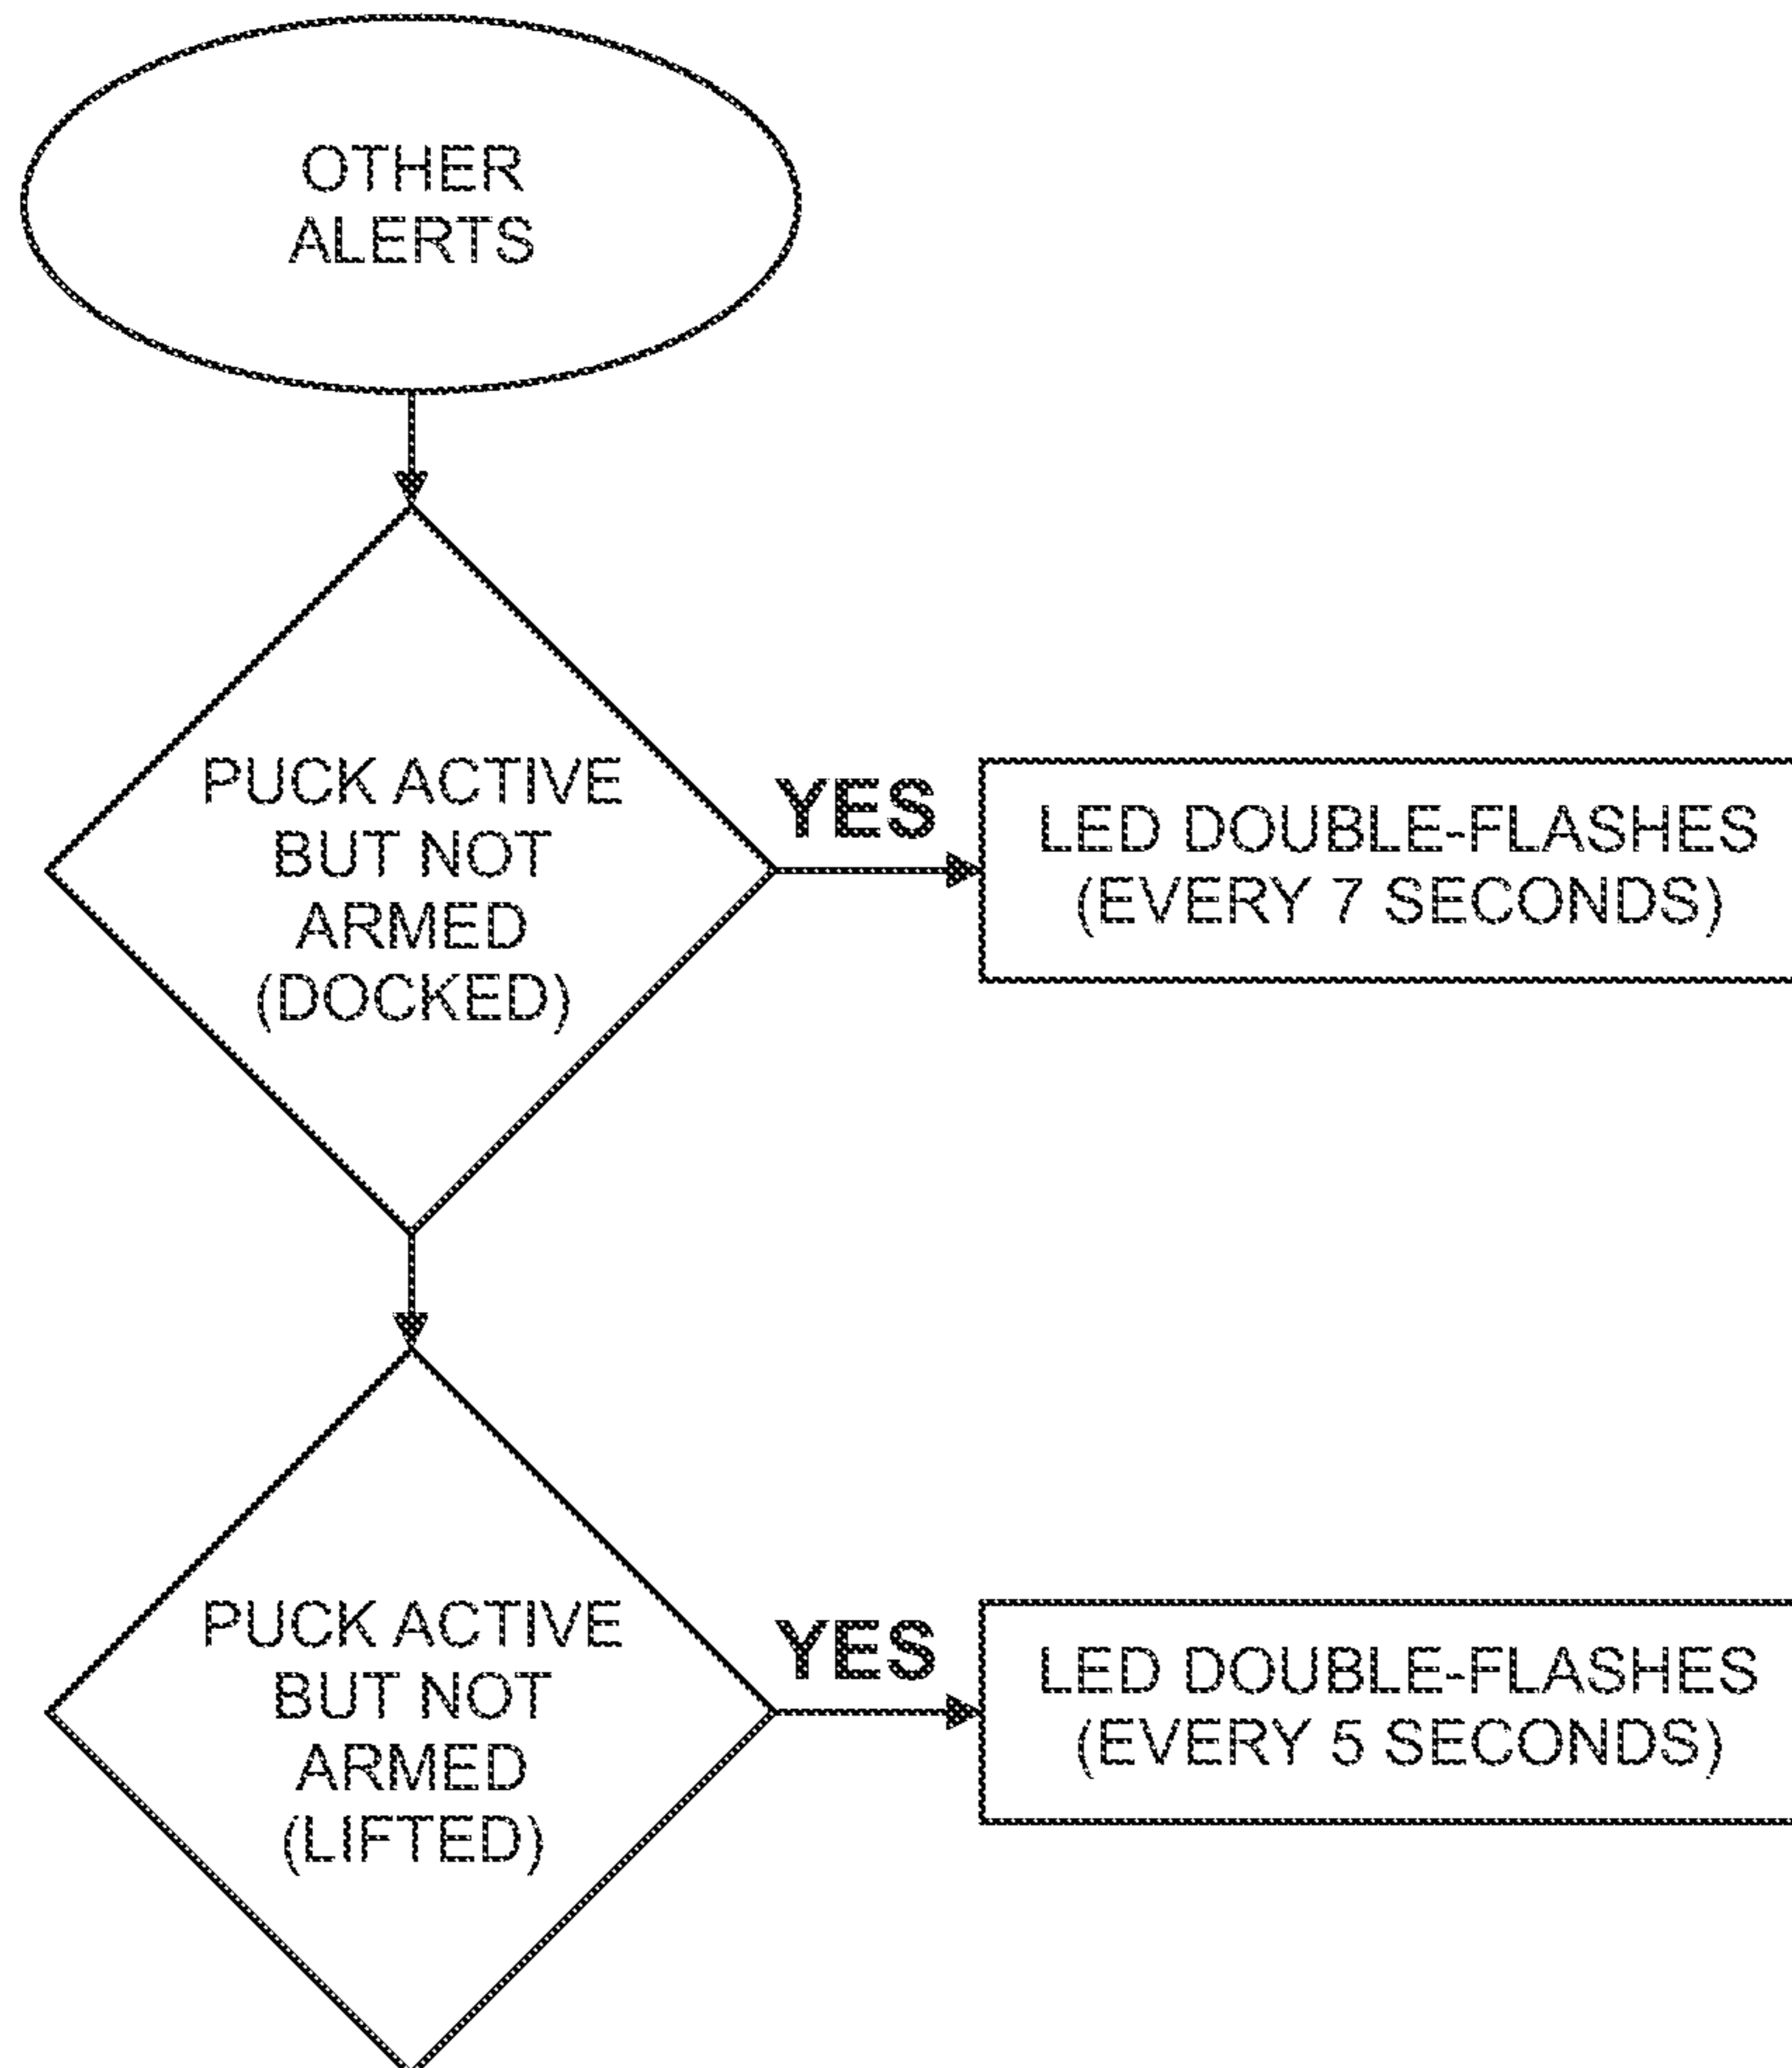 OTHER
ALERTS
PUCK ACTIVE
BUT NOT
ARMED
(DOCKED)
YES
LED DOUBLE-FLASHES
(EVERY 7 SECONDS)
PUCK ACTIVE
BUT NOT
ARMED
(LIFTED)
YES
LED DOUBLE-FLASHES
(EVERY 5 SECONDS)